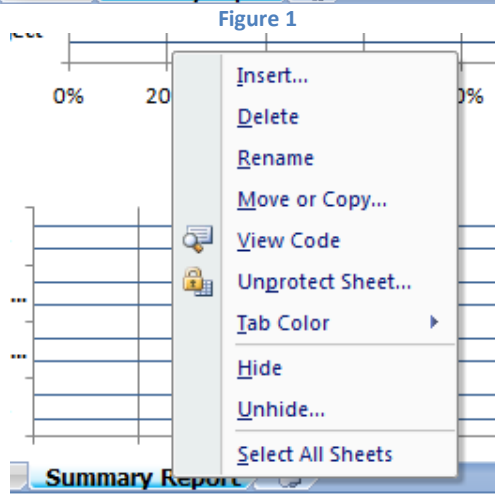 Figure 1
0% 20 0%
Insert...
Delete
Rename
Move or Copy...
View Code
Unprotect Sheet...
Tab Color
Hide
Unhide...
Select All Sheets
...
...
Summary Report